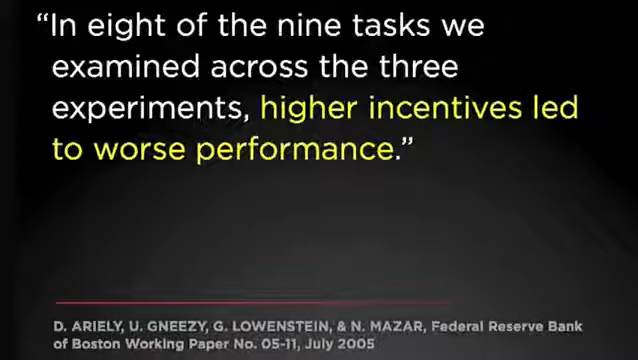 “In eight of the nine tasks we
examined across the three
experiments, higher incentives led
to worse performance.”
D. ARIELY, U. GNEEZY, G. LOWENSTEIN, & N. MAZAR, Federal Reserve Bank
of Boston Working Paper No. 05-11, July 2005